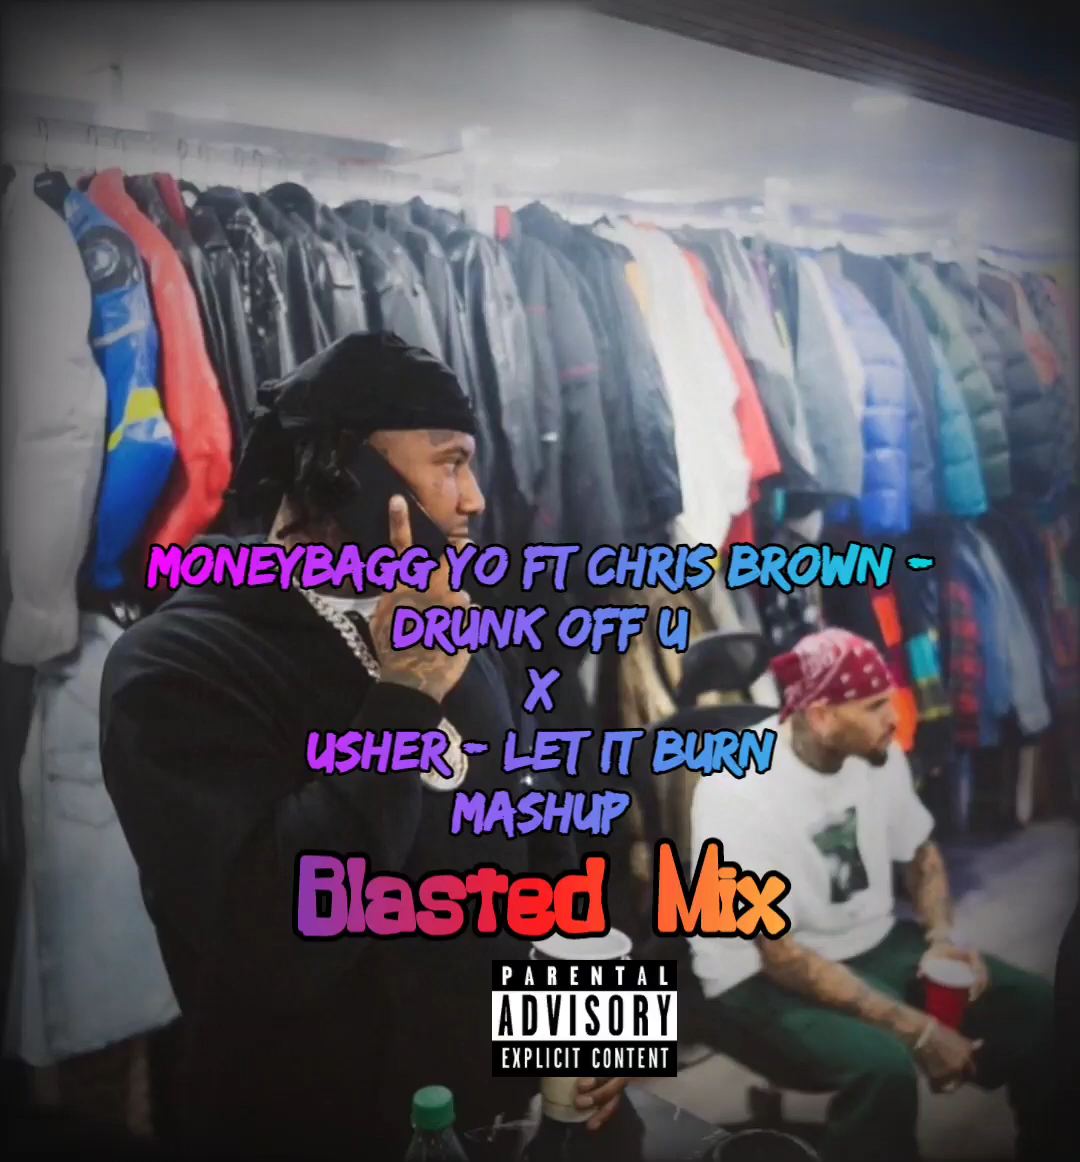 MONEYBAGG YO FT CHRIS BROWN -
DRUNK OFF U
X
USHER - LET IT BURN
MASHUP
Blasted Mix
PARENTAL
ADVISORY
EXPLICIT CONTENT